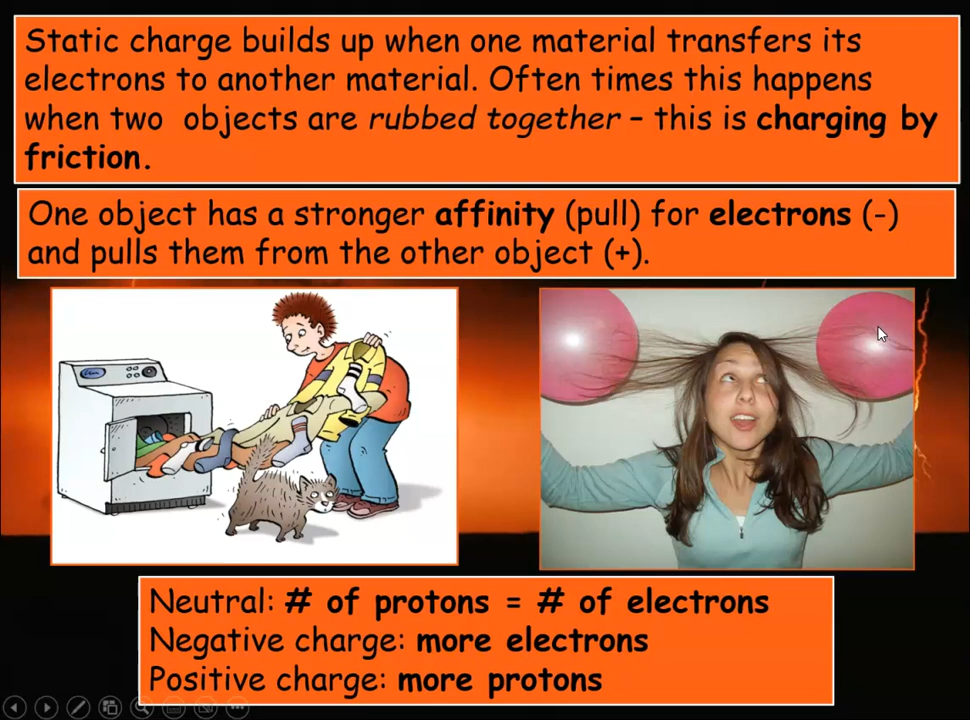 Static charge builds up when one material transfers its
electrons to another material. Often times this happens
when two objects are rubbed together – this is charging by
friction.
One object has a stronger affinity (pull) for electrons (-)
and pulls them from the other object (+).
Neutral: # of protons = # of electrons
Negative charge: more electrons
Positive charge: more protons